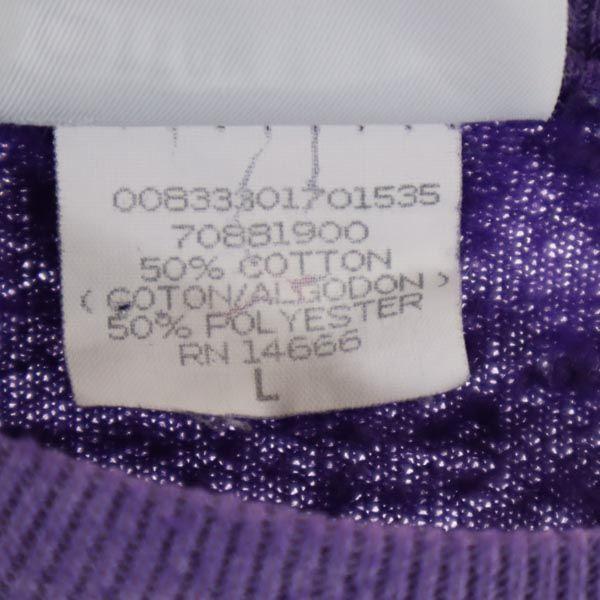 00833301701535
70881900
50% COTTON
( COTON/ALGODON )
50% POLYESTER
RN 14666
L